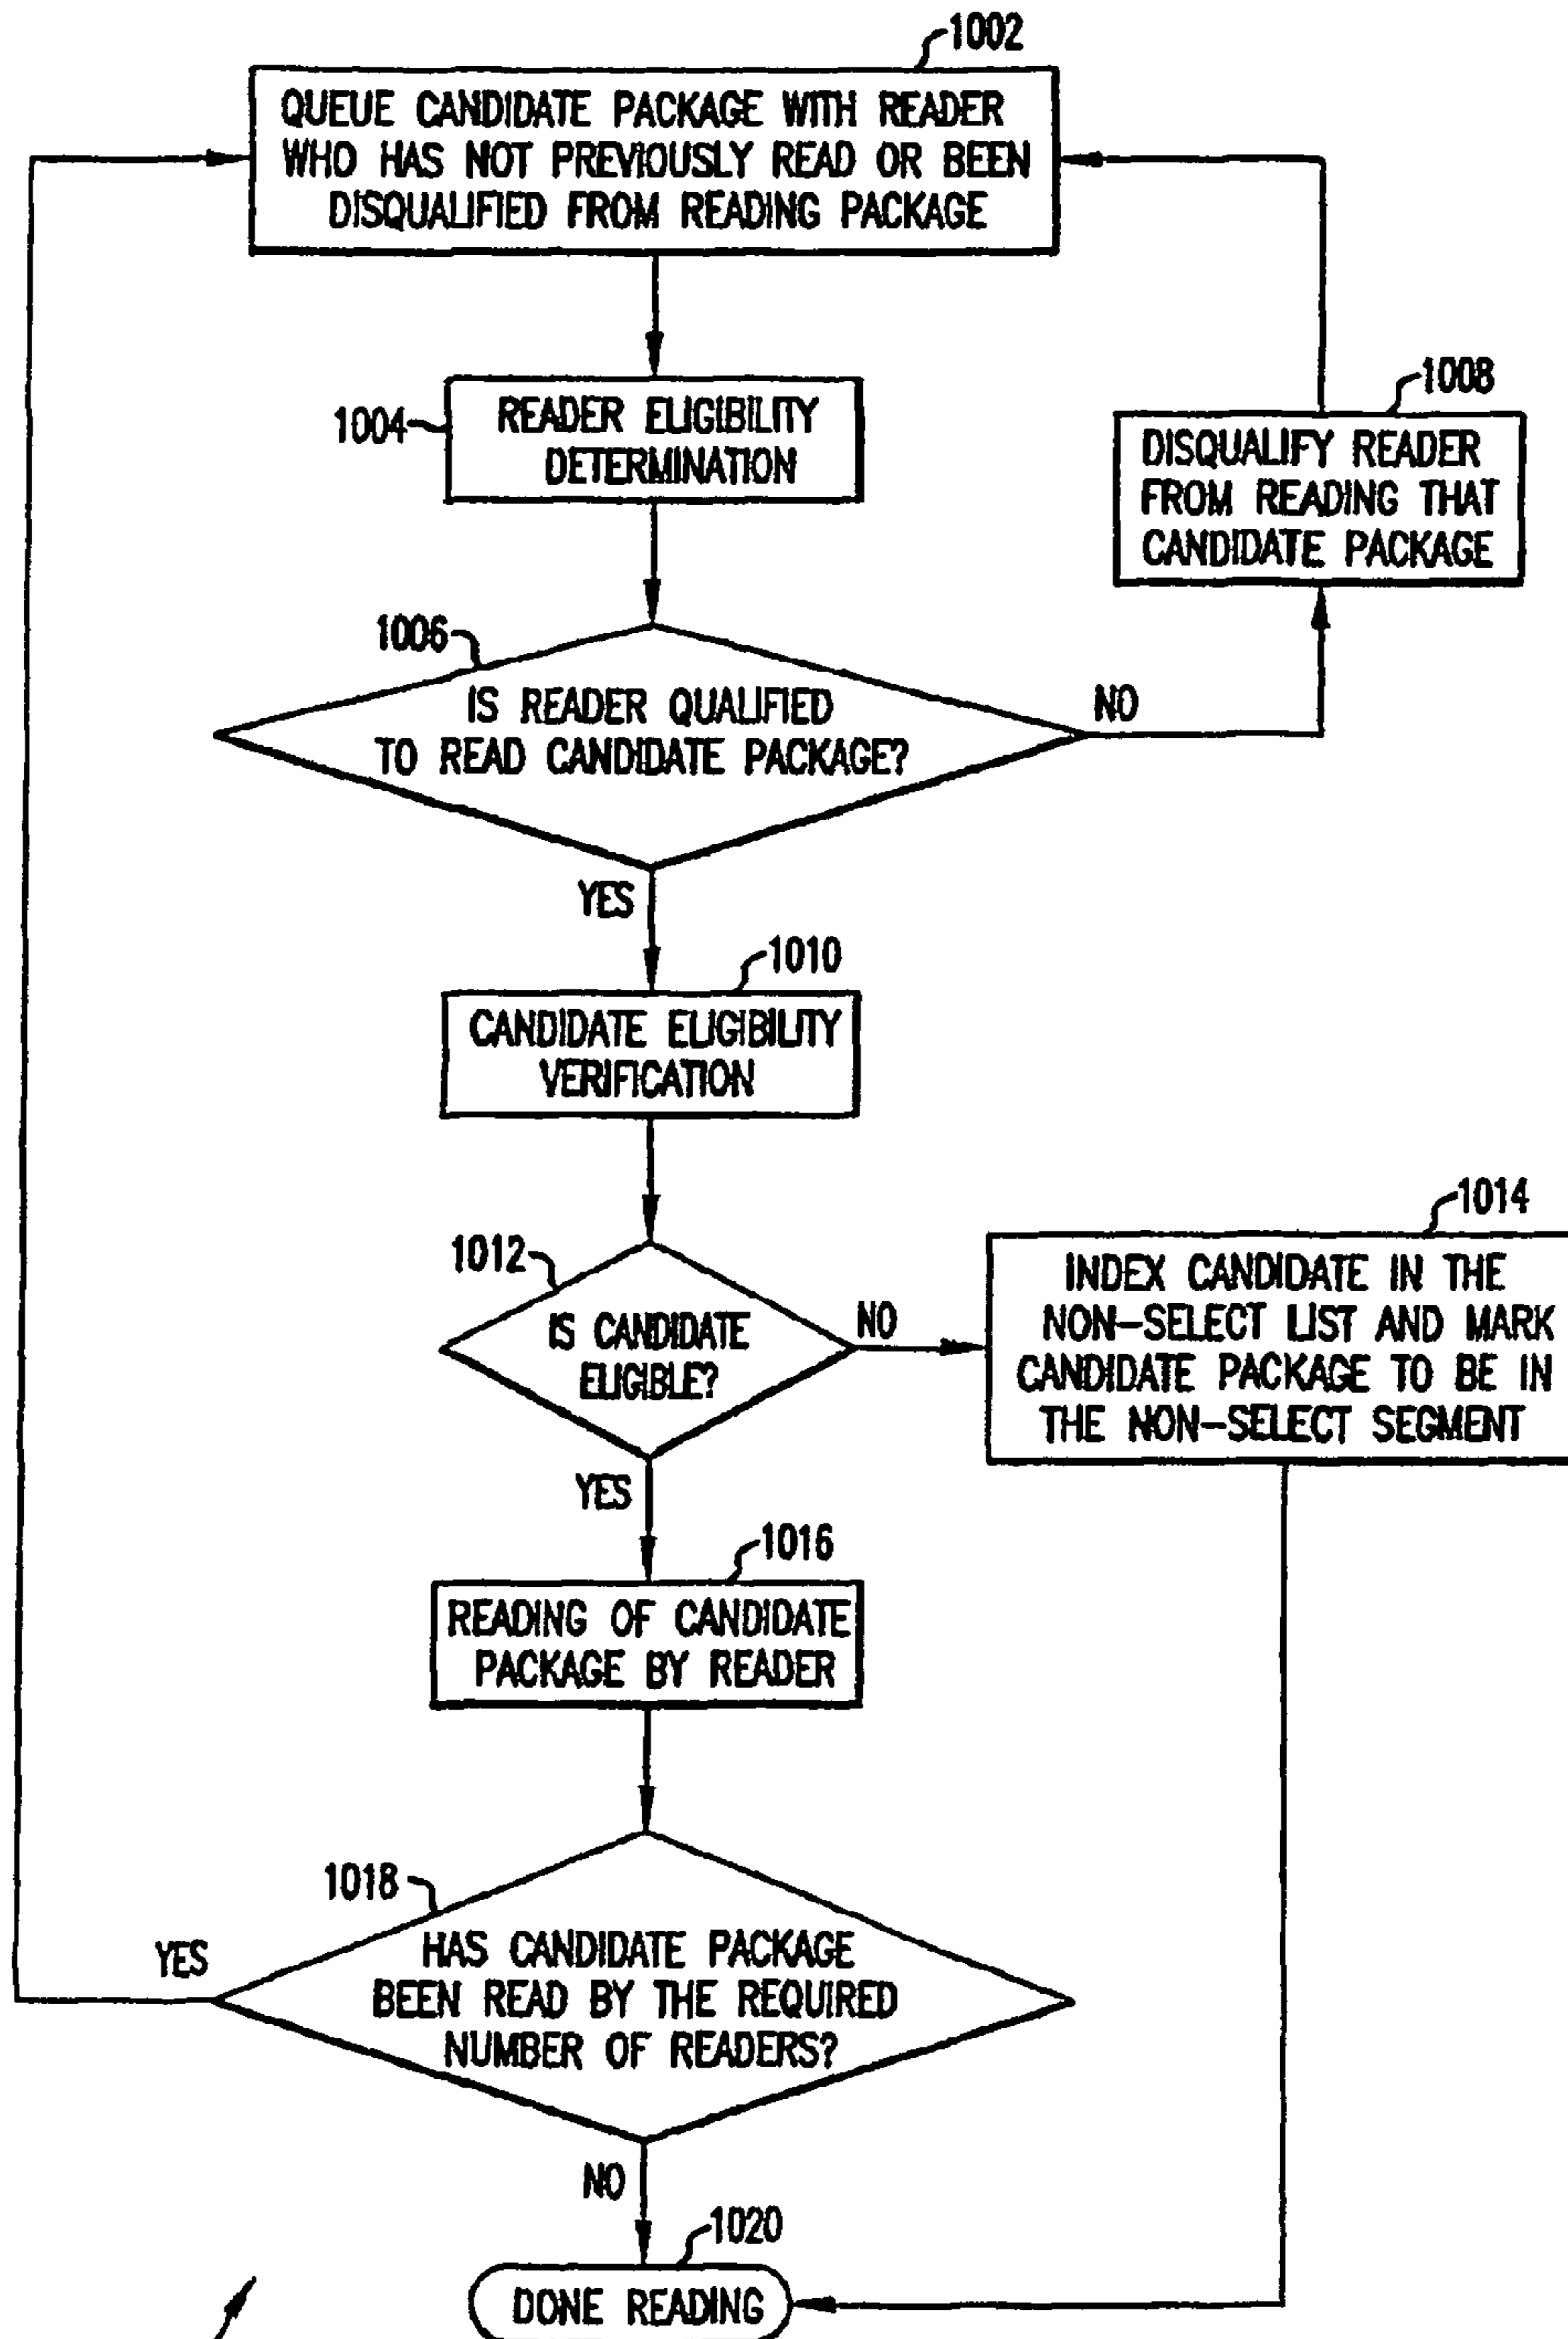 1002
QUEUE CANDIDATE PACKAGE WITH READER
WHO HAS NOT PREVIOUSLY READ OR BEEN
DISQUALIFIED FROM READING PACKAGE
1004
READER ELIGIBILITY
DETERMINATION
1008
DISQUALIFY READER
FROM READING THAT
CANDIDATE PACKAGE
1006
IS READER QUALIFIED
TO READ CANDIDATE PACKAGE?
NO
YES
1010
CANDIDATE ELIGIBILITY
VERIFICATION
1012
IS CANDIDATE
ELIGIBLE?
NO
1014
INDEX CANDIDATE IN THE
NON-SELECT LIST AND MARK
CANDIDATE PACKAGE TO BE IN
THE NON-SELECT SEGMENT
YES
1016
READING OF CANDIDATE
PACKAGE BY READER
1018
HAS CANDIDATE PACKAGE
BEEN READ BY THE REQUIRED
NUMBER OF READERS?
YES
NO
1020
DONE READING